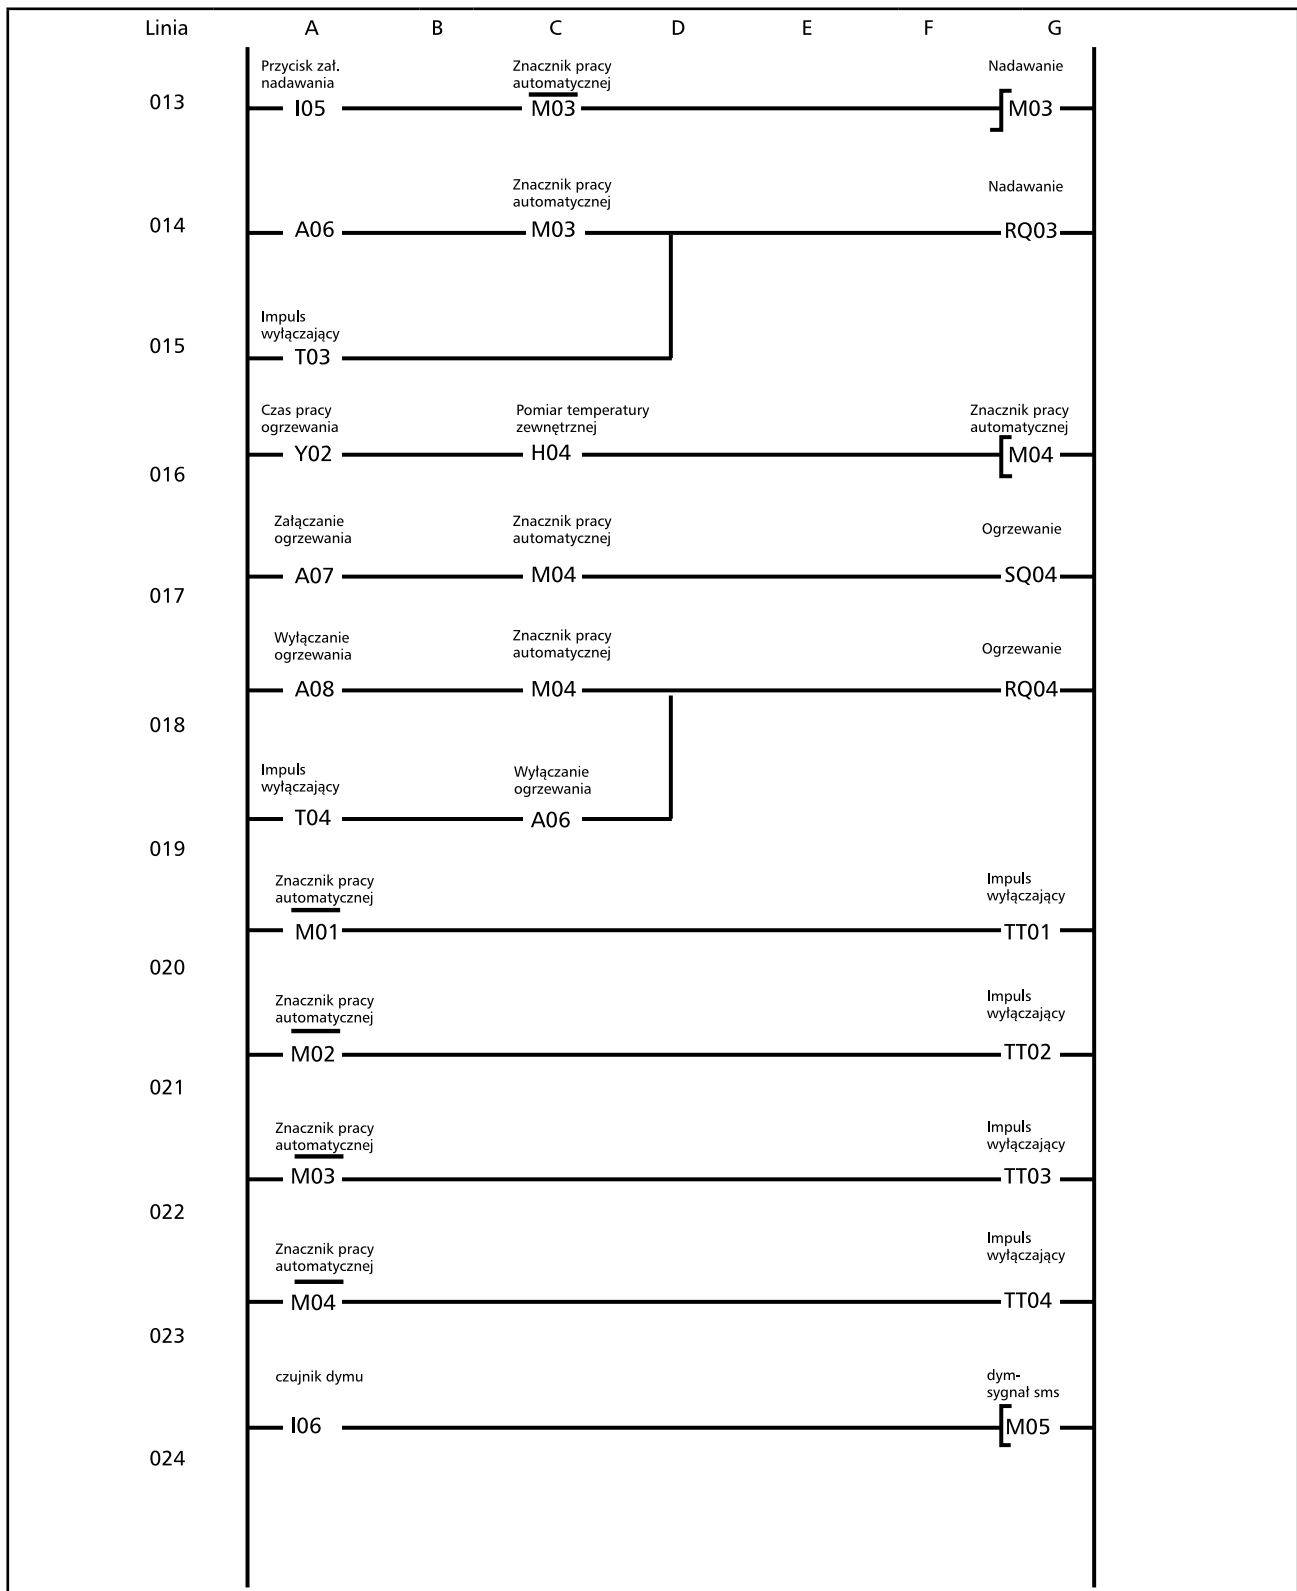 Linia A B C D E F G
Przycisk zał.
nadawania
Znacznik pracy
automatycznej
Nadawanie
013 I05 M03 M03
Znacznik pracy
automatycznej
Nadawanie
014 A06 M03 RQ03
Impuls
wyłączający
015 T03
Czas pracy
ogrzewania
Pomiar temperatury
zewnętrznej
Znacznik pracy
automatycznej
Y02 H04 M04
016
Załączanie
ogrzewania
Znacznik pracy
automatycznej
Ogrzewanie
A07 M04 SQ04
017
Wyłączanie
ogrzewania
Znacznik pracy
automatycznej
Ogrzewanie
A08 M04 RQ04
018
Impuls
wyłączający
Wyłączanie
ogrzewania
T04 A06
019
Znacznik pracy
automatycznej
Impuls
wyłączający
M01 TT01
020
Znacznik pracy
automatycznej
Impuls
wyłączający
M02 TT02
021
Znacznik pracy
automatycznej
Impuls
wyłączający
M03 TT03
022
Znacznik pracy
automatycznej
Impuls
wyłączający
M04 TT04
023
czujnik dymu
dym-
sygnał sms
I06 M05
024